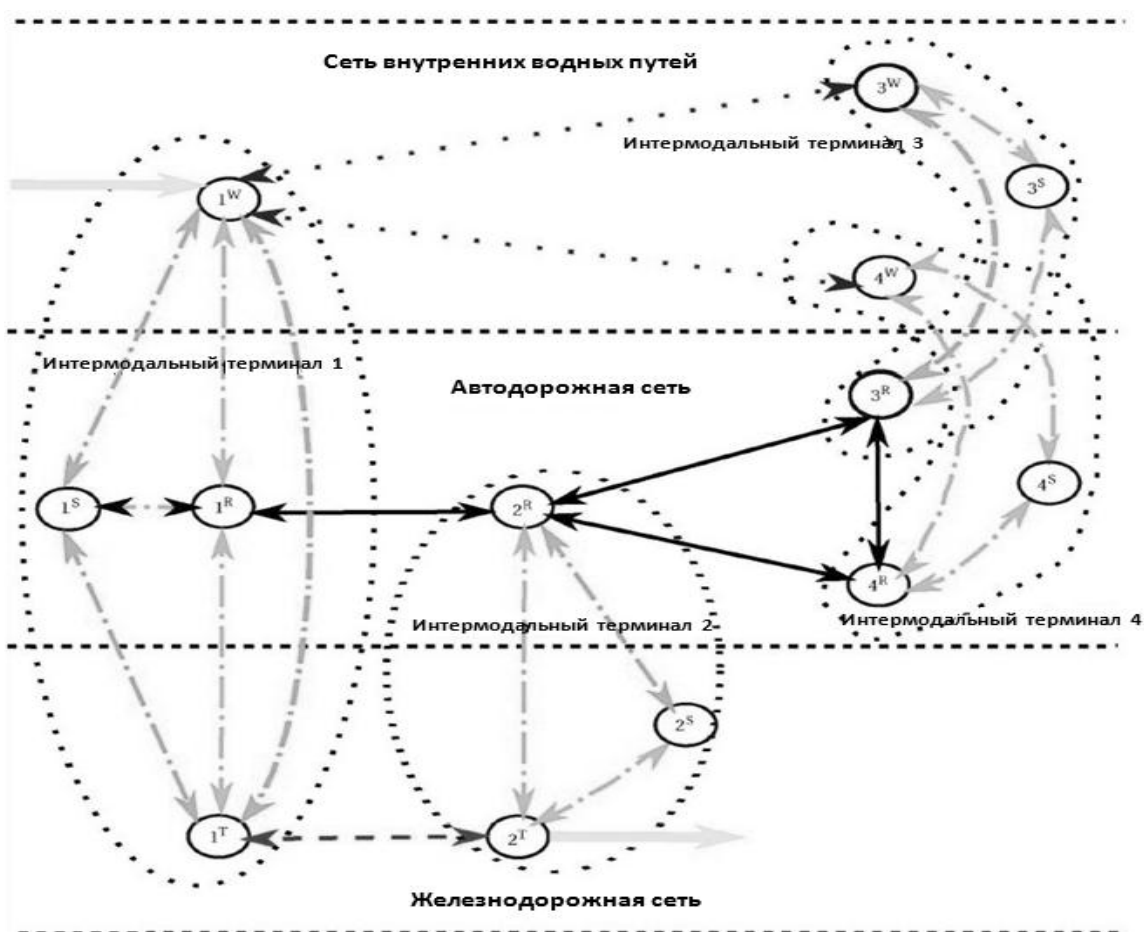 Сеть внутренних водных путей
3W
Интермодальный терминал 3
1W
3S
4W
Интермодальный терминал 1
Автодорожная сеть
3R
1S
1R
2R
4S
4R
Интермодальный терминал 2
Интермодальный терминал 4
2S
1T
2T
Железнодорожная сеть